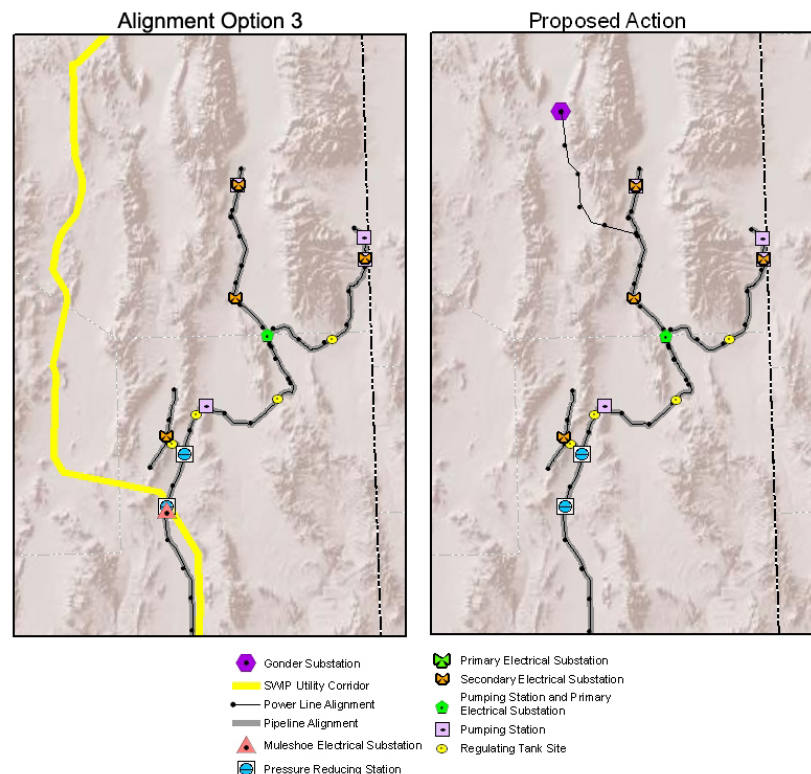 Alignment Option 3
Proposed Action
Gonder Substation
SWIP Utility Corridor
Power Line Alignment
Pipeline Alignment
Muleshoe Electrical Substation
Pressure Reducing Station
Primary Electrical Substation
Secondary Electrical Substation
Pumping Station and Primary
Electrical Substation
Pumping Station
Regulating Tank Site